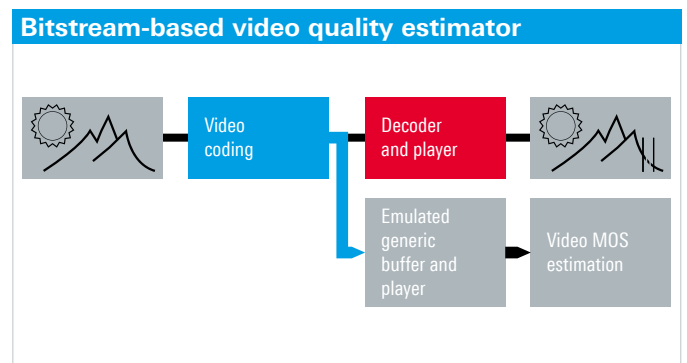 Bitstream-based video quality estimator
Video
coding
Decoder
and player
Emulated
generic
buffer and
player
Video MOS
estimation